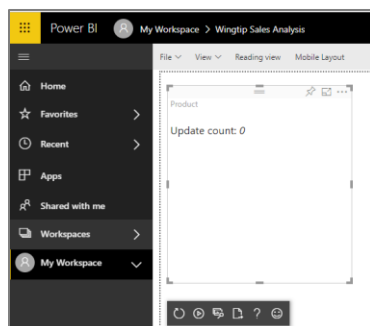 Power BI My Workspace > Wingtip Sales Analysis
File View Reading view Mobile Layout
Home
Favorites
Recent
Apps
Shared with me
Workspaces
My Workspace
Product
Update count: 0